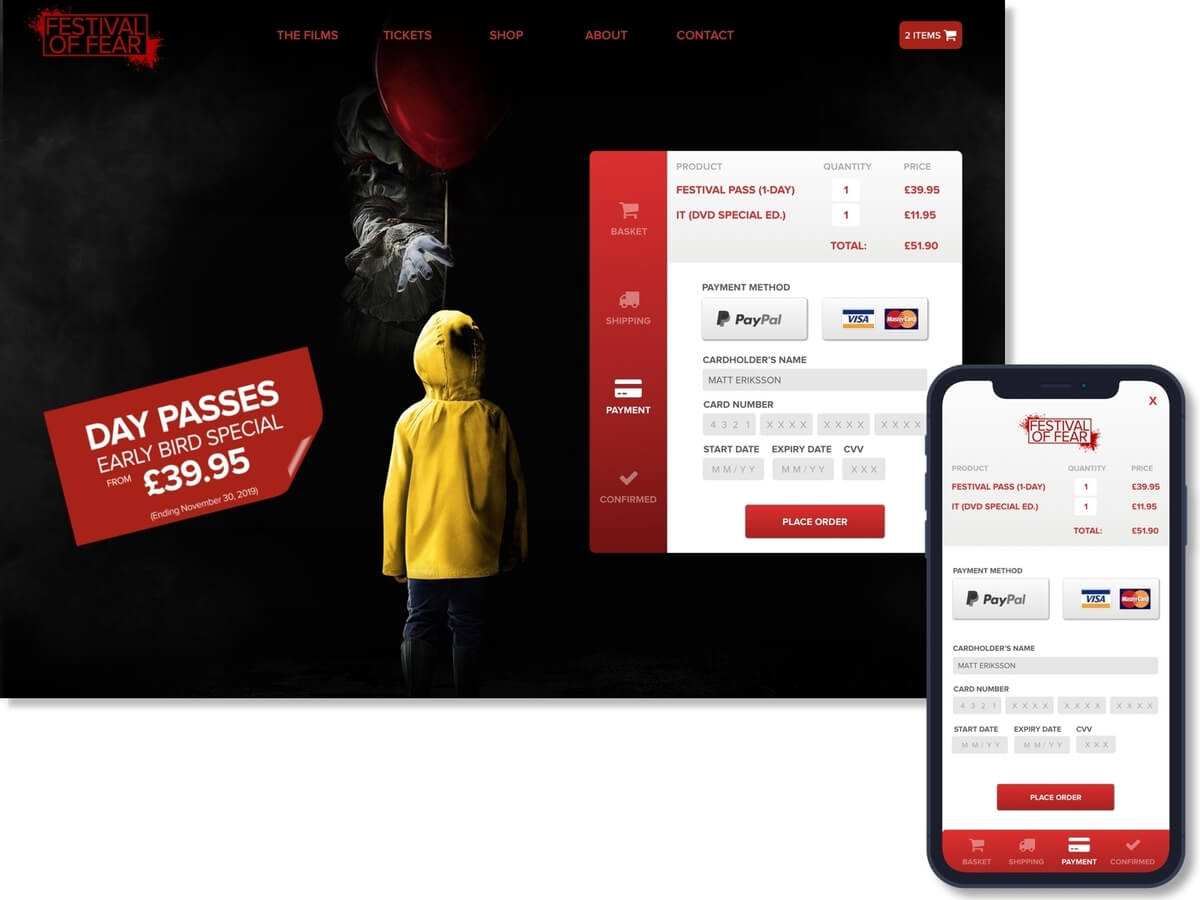 FESTIVAL
OF FEAR
THE FILMS TICKETS SHOP ABOUT CONTACT
2 ITEMS
DAY PASSES
EARLY BIRD SPECIAL
FROM £39.95
(Ending November 30, 2019)
BASKET
SHIPPING
PAYMENT
CONFIRMED
PRODUCT QUANTITY PRICE
FESTIVAL PASS (1-DAY) 1 £39.95
IT (DVD SPECIAL ED.) 1 £11.95
TOTAL: £51.90
PAYMENT METHOD
PayPal VISA MasterCard
CARDHOLDER'S NAME
MATT ERIKSSON
CARD NUMBER
4 3 2 1 X X X X X X X X X X X X
START DATE EXPIRY DATE CVV
M M / Y Y M M / Y Y X X X
PLACE ORDER
X
FESTIVAL
OF FEAR
PRODUCT QUANTITY PRICE
FESTIVAL PASS (1-DAY) 1 £39.95
IT (DVD SPECIAL ED.) 1 £11.95
TOTAL: £51.90
PAYMENT METHOD
PayPal VISA MasterCard
CARDHOLDER'S NAME
MATT ERIKSSON
CARD NUMBER
4 3 2 1 X X X X X X X X X X X X
START DATE EXPIRY DATE CVV
M M / Y Y M M / Y Y X X X
PLACE ORDER
BASKET SHIPPING PAYMENT CONFIRMED